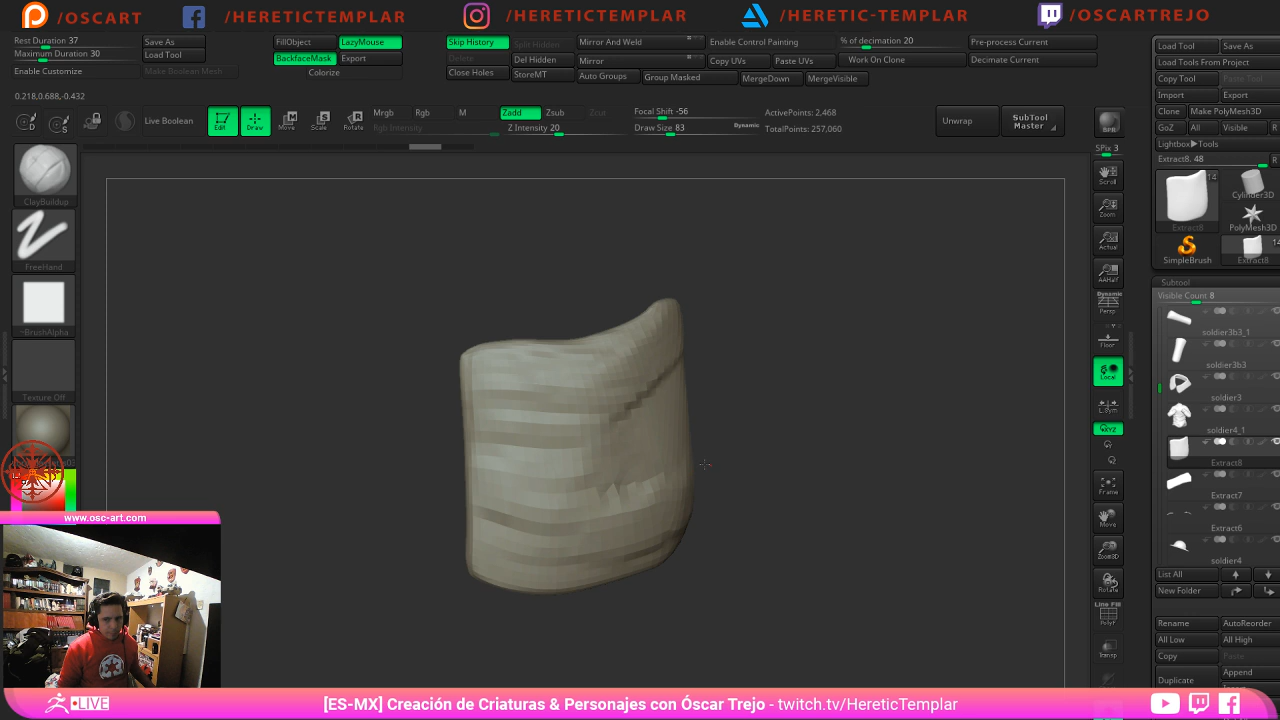 /OSCART /HERETICTEMPLAR /HERETICTEMPLAR /HERETIC-TEMPLAR /OSCARTREJO
Rest Duration 37 Save As FillObject LazyMouse Skip History Split Hidden Mirror And Weld Enable Control Painting % of decimation 20 Pre-process Current Load Tool Save As
Maximum Duration 30 Load Tool BackfaceMask Export Delete Del Hidden Mirror Copy UVs Paste UVs Work On Clone Decimate Current Load Tools From Project
Enable Customize Make Boolean Mesh Colorize Close Holes StoreMT Auto Groups Group Masked MergeDown MergeVisible Copy Tool Paste Tool
Import Export
0.218,0.688,-0.432
Live Boolean Edit Draw Move Scale Rotate Mrgb Rgb M Zadd Zsub Zcut Focal Shift -56 ActivePoints: 2,468 Unwrap SubTool Master BPR Clone Make PolyMesh3D
Rgb Intensity Z Intensity 20 Draw Size 83 Dynamic TotalPoints: 257,060 GoZ All Visible R
Lightbox▶Tools
SPix 3 Extract8. 48 R
ClayBuildup
Scroll 14 Cylinder3D
Zoom Extract8 PolyMesh3D
FreeHand
Actual SimpleBrush 14 Extract8
AAHalf
Subtool
Dynamic Visible Count 8
Persp
~BrushAlpha
Floor soldier3b3_1
Local soldier3b3
Texture Off
L.Sym soldier3
XYZ soldier4_1
Extract8
Frame Extract7
Move Extract6
www.osc-art.com
Zoom3D soldier4
List All
Rotate New Folder
Line Fill
PolyF Rename AutoReorder
Transp All Low All High
Copy Paste
Duplicate Append
LIVE [ES-MX] Creación de Criaturas & Personajes con Óscar Trejo - twitch.tv/HereticTemplar